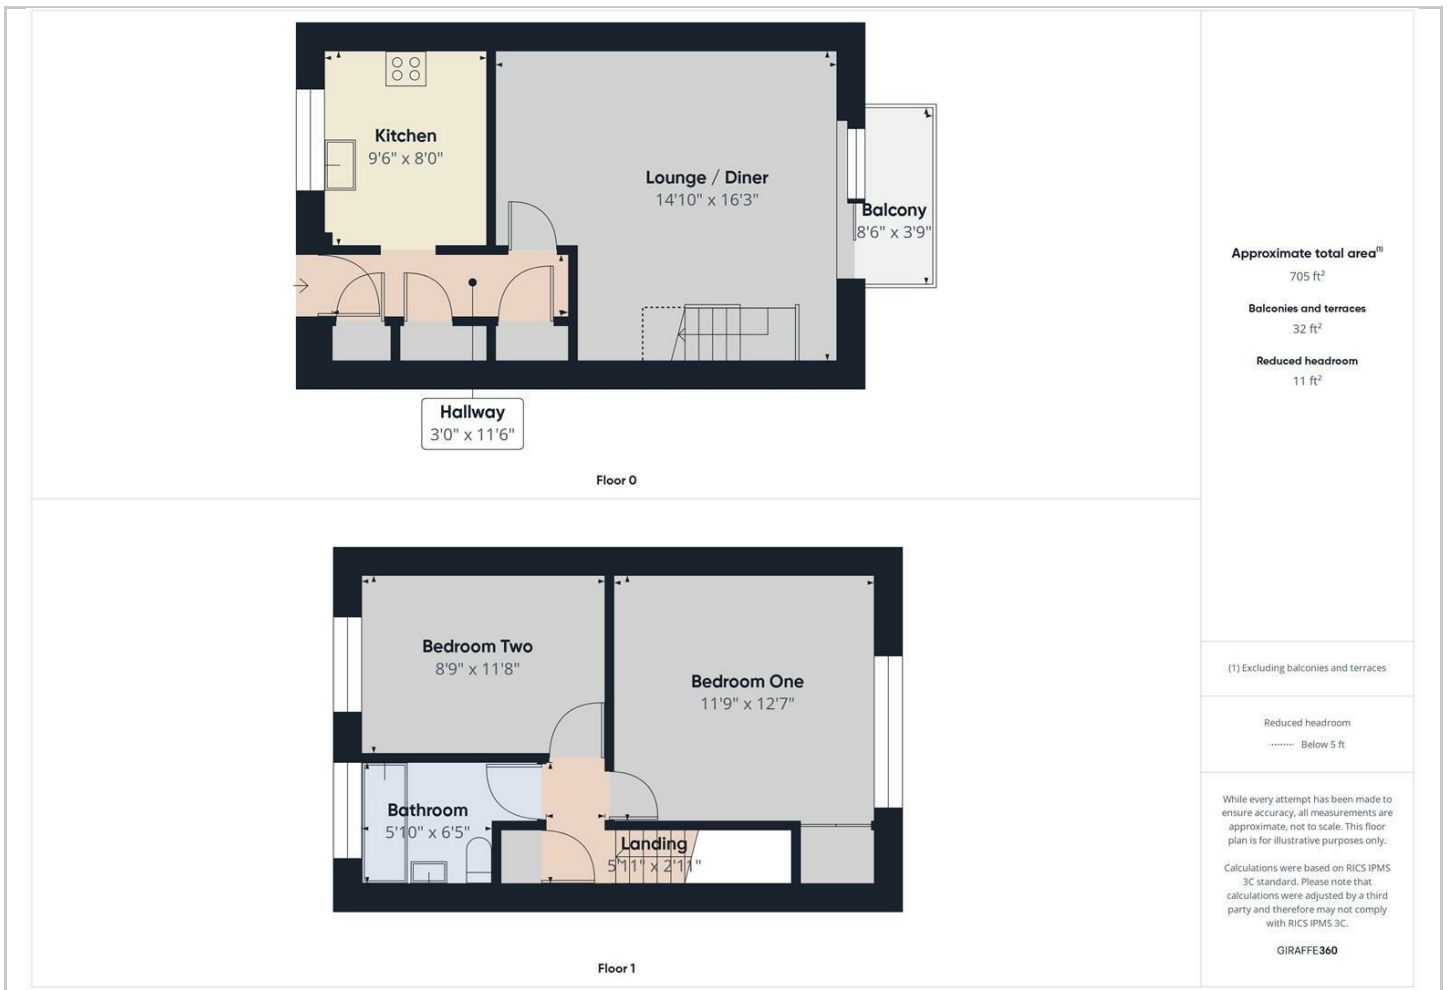 Kitchen
9'6" x 8'0"
Lounge / Diner
14'10" x 16'3"
Balcony
8'6" x 3'9"
Hallway
3'0" x 11'6"
Floor 0
Bedroom Two
8'9" x 11'8"
Bedroom One
11'9" x 12'7"
Bathroom
5'10" x 6'5"
Landing
5'11" x 2'11"
Floor 1
Approximate total area(1)
705 ft²
Balconies and terraces
32 ft²
Reduced headroom
11 ft²
(1) Excluding balconies and terraces
Reduced headroom
Below 5 ft
While every attempt has been made to
ensure accuracy, all measurements are
approximate, not to scale. This floor
plan is for illustrative purposes only.
Calculations were based on RICS IPMS
3C standard. Please note that
calculations were adjusted by a third
party and therefore may not comply
with RICS IPMS 3C.
GIRAFFE360